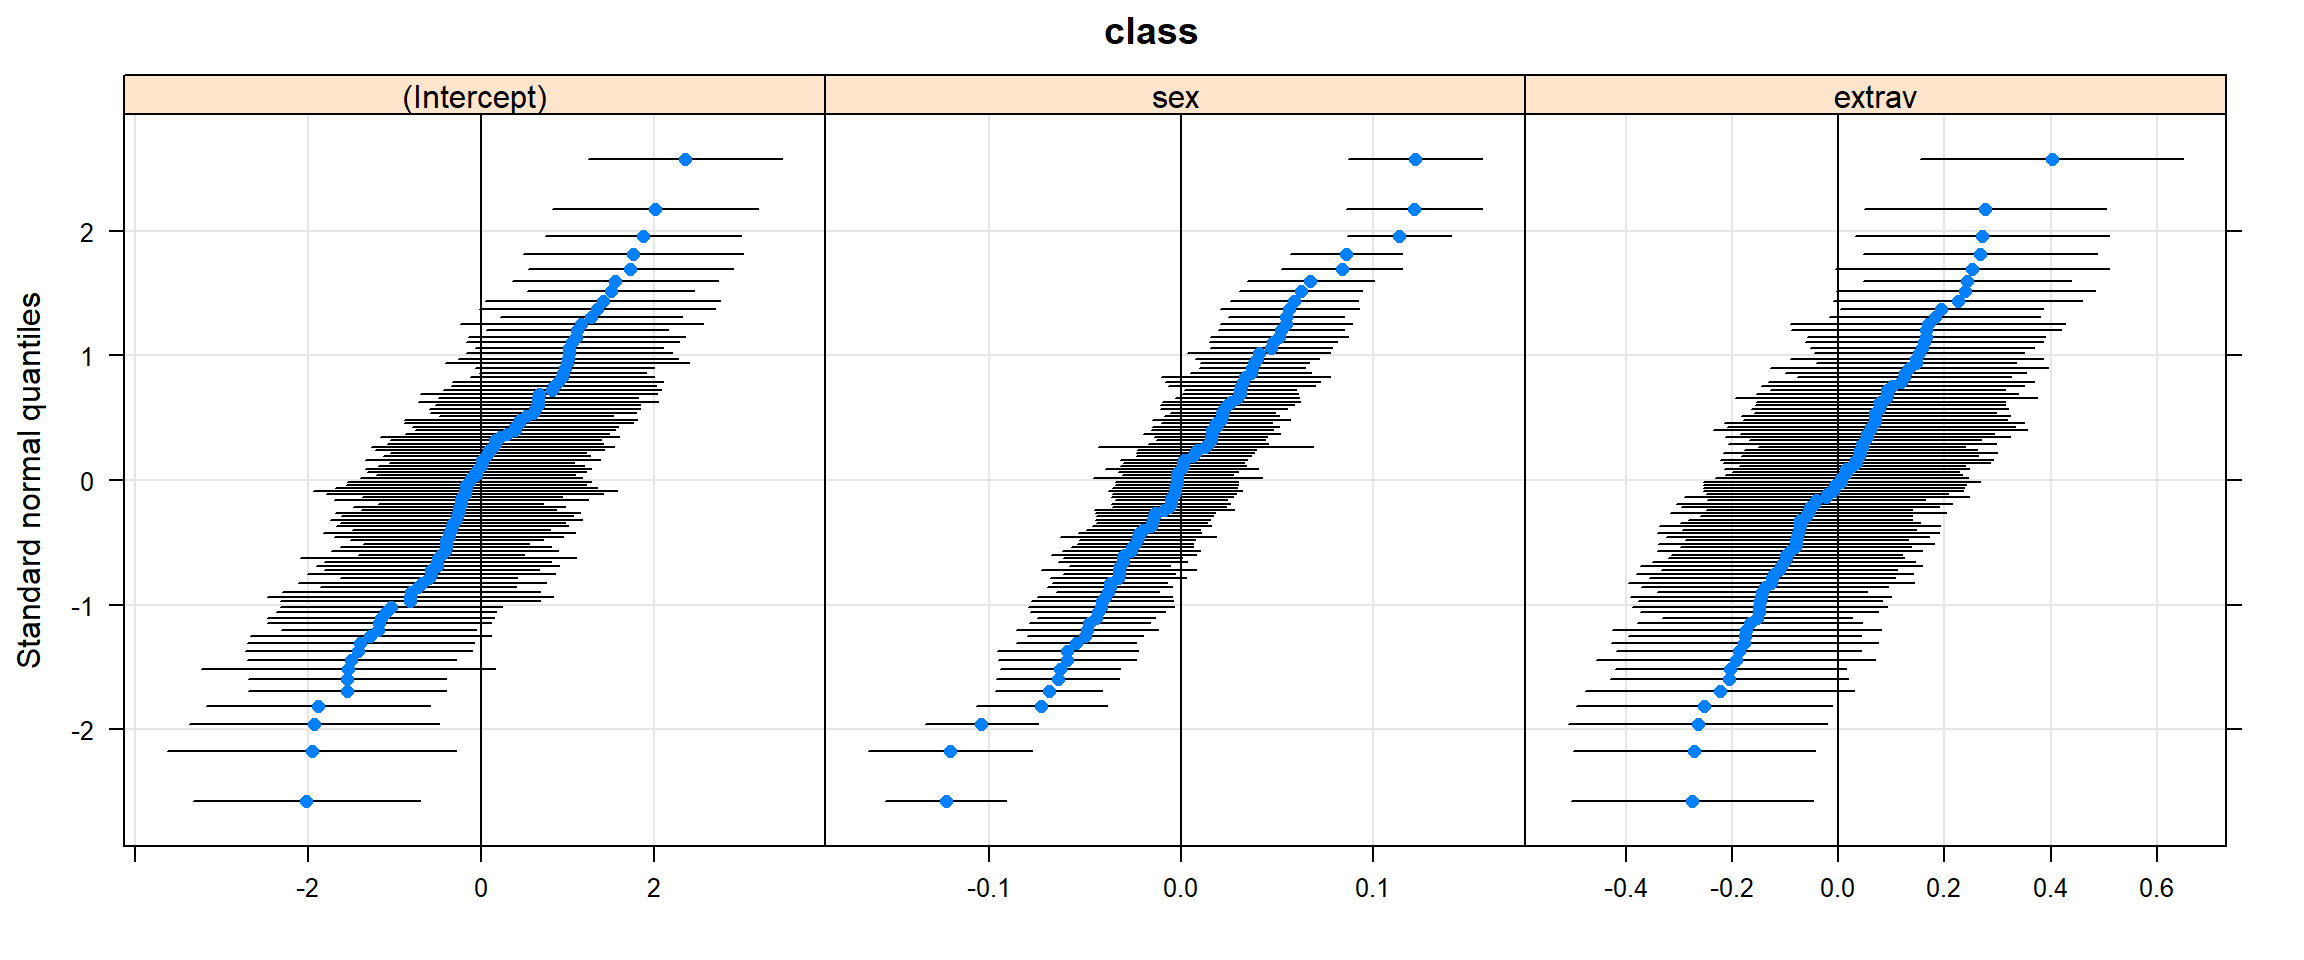 class
(Intercept) sex extrav
Standard normal quantiles
2
1
0
-1
-2
-2 0 2 -0.1 0.0 0.1 -0.4 -0.2 0.0 0.2 0.4 0.6